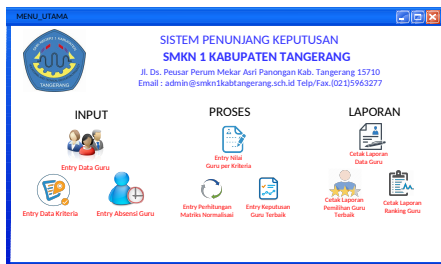 MENU_UTAMA
SISTEM PENUNJANG KEPUTUSAN
SMKN 1 KABUPATEN TANGERANG
Jl. Ds. Peusar Perum Mekar Asri Panongan Kab. Tangerang 15710
Email : admin@smkn1kabtangerang.sch.id Telp/Fax.(021)5963277
TANGERANG
INPUT
Entry Data Guru
Entry Data Kriteria
Entry Absensi Guru
PROSES
Entry Nilai
Guru per Kriteria
Entry Perhitungan
Matriks Normalisasi
Entry Keputusan
Guru Terbaik
LAPORAN
Cetak Laporan
Data Guru
Cetak Laporan
Pemilihan Guru
Terbaik
Cetak Laporan
Ranking Guru